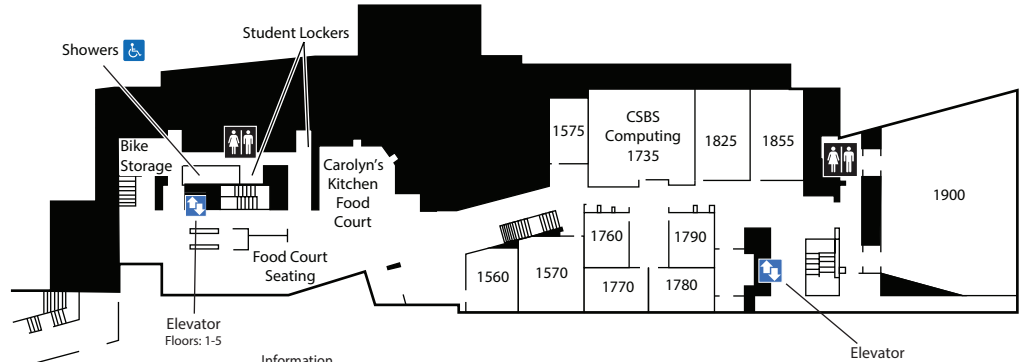 Student Lockers
Showers
Bike
Storage
Carolyn's
Kitchen
Food
Court
Food Court
Seating
Elevator
Floors: 1-5
Information
1575
CSBS
Computing
1735
1825
1855
1900
1760
1790
1560
1570
1770
1780
Elevator